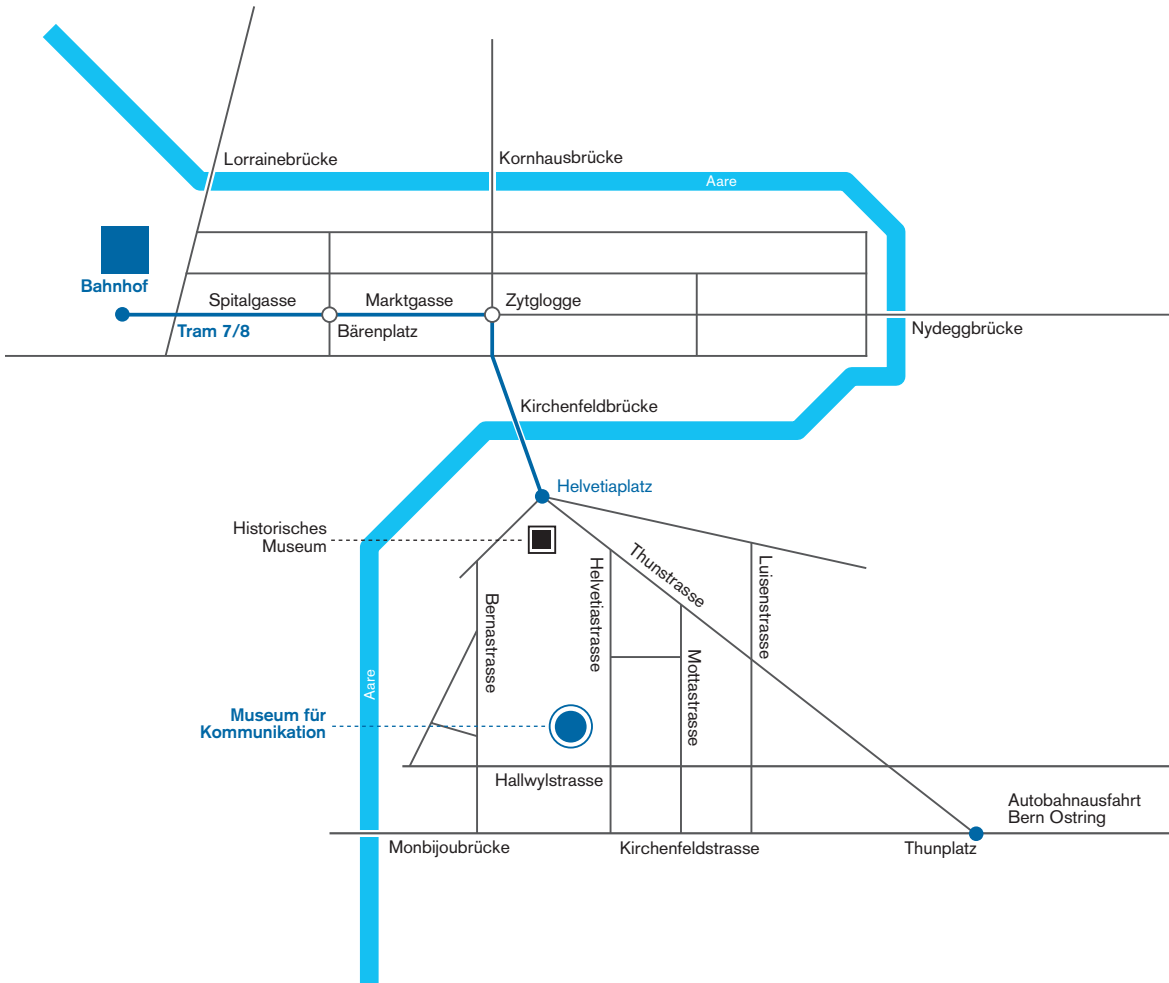 Lorrainebrücke
Kornhausbrücke
Aare
Bahnhof
Spitalgasse
Marktgasse
Zytglogge
Tram 7/8
Bärenplatz
Nydeggbrücke
Kirchenfeldbrücke
Helvetiaplatz
Historisches
Museum
Thunstrasse
Luisenstrasse
Helvetiastrasse
Bernastrasse
Mottastrasse
Aare
Museum für
Kommunikation
Hallwylstrasse
Autobahnausfahrt
Bern Ostring
Monbijoubrücke
Kirchenfeldstrasse
Thunplatz